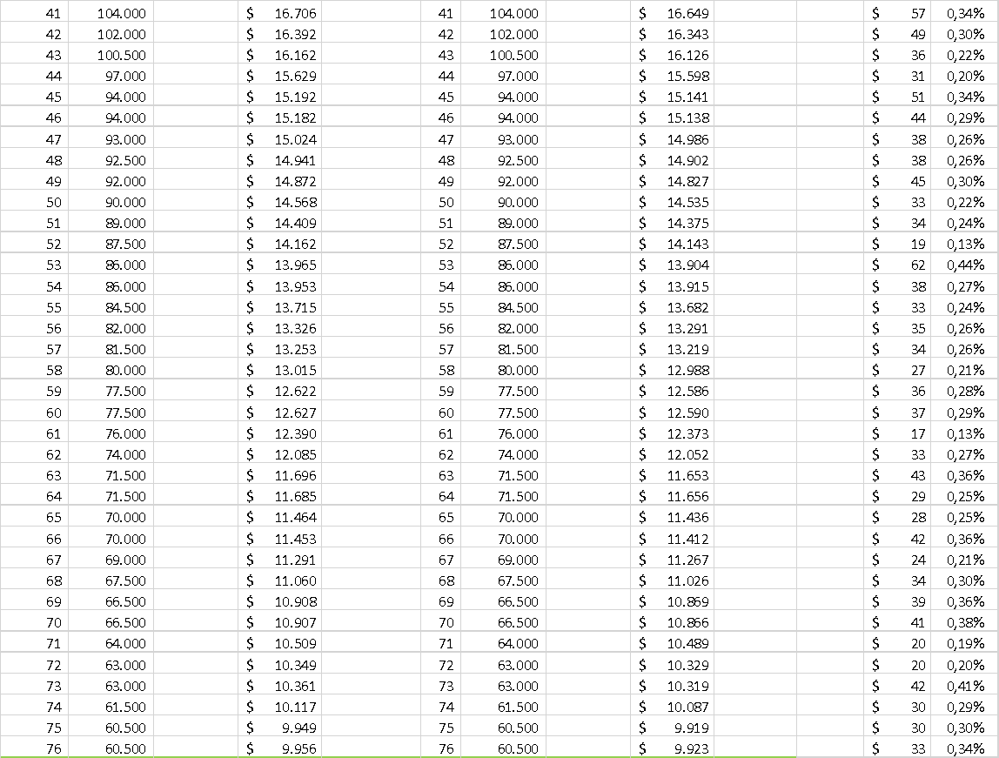 41 104.000 $ 16.706 41 104.000 $ 16.649 $ 57 0,34%
42 102.000 $ 16.392 42 102.000 $ 16.343 $ 49 0,30%
43 100.500 $ 16.162 43 100.500 $ 16.126 $ 36 0,22%
44 97.000 $ 15.629 44 97.000 $ 15.598 $ 31 0,20%
45 94.000 $ 15.192 45 94.000 $ 15.141 $ 51 0,34%
46 94.000 $ 15.182 46 94.000 $ 15.138 $ 44 0,29%
47 93.000 $ 15.024 47 93.000 $ 14.986 $ 38 0,26%
48 92.500 $ 14.941 48 92.500 $ 14.902 $ 38 0,26%
49 92.000 $ 14.872 49 92.000 $ 14.827 $ 45 0,30%
50 90.000 $ 14.568 50 90.000 $ 14.535 $ 33 0,22%
51 89.000 $ 14.409 51 89.000 $ 14.375 $ 34 0,24%
52 87.500 $ 14.162 52 87.500 $ 14.143 $ 19 0,13%
53 86.000 $ 13.965 53 86.000 $ 13.904 $ 62 0,44%
54 86.000 $ 13.953 54 86.000 $ 13.915 $ 38 0,27%
55 84.500 $ 13.715 55 84.500 $ 13.682 $ 33 0,24%
56 82.000 $ 13.326 56 82.000 $ 13.291 $ 35 0,26%
57 81.500 $ 13.253 57 81.500 $ 13.219 $ 34 0,26%
58 80.000 $ 13.015 58 80.000 $ 12.988 $ 27 0,21%
59 77.500 $ 12.622 59 77.500 $ 12.586 $ 36 0,28%
60 77.500 $ 12.627 60 77.500 $ 12.590 $ 37 0,29%
61 76.000 $ 12.390 61 76.000 $ 12.373 $ 17 0,13%
62 74.000 $ 12.085 62 74.000 $ 12.052 $ 33 0,27%
63 71.500 $ 11.696 63 71.500 $ 11.653 $ 43 0,36%
64 71.500 $ 11.685 64 71.500 $ 11.656 $ 29 0,25%
65 70.000 $ 11.464 65 70.000 $ 11.436 $ 28 0,25%
66 70.000 $ 11.453 66 70.000 $ 11.412 $ 42 0,36%
67 69.000 $ 11.291 67 69.000 $ 11.267 $ 24 0,21%
68 67.500 $ 11.060 68 67.500 $ 11.026 $ 34 0,30%
69 66.500 $ 10.908 69 66.500 $ 10.869 $ 39 0,36%
70 66.500 $ 10.907 70 66.500 $ 10.866 $ 41 0,38%
71 64.000 $ 10.509 71 64.000 $ 10.489 $ 20 0,19%
72 63.000 $ 10.349 72 63.000 $ 10.329 $ 20 0,20%
73 63.000 $ 10.361 73 63.000 $ 10.319 $ 42 0,41%
74 61.500 $ 10.117 74 61.500 $ 10.087 $ 30 0,29%
75 60.500 $ 9.949 75 60.500 $ 9.919 $ 30 0,30%
76 60.500 $ 9.956 76 60.500 $ 9.923 $ 33 0,34%